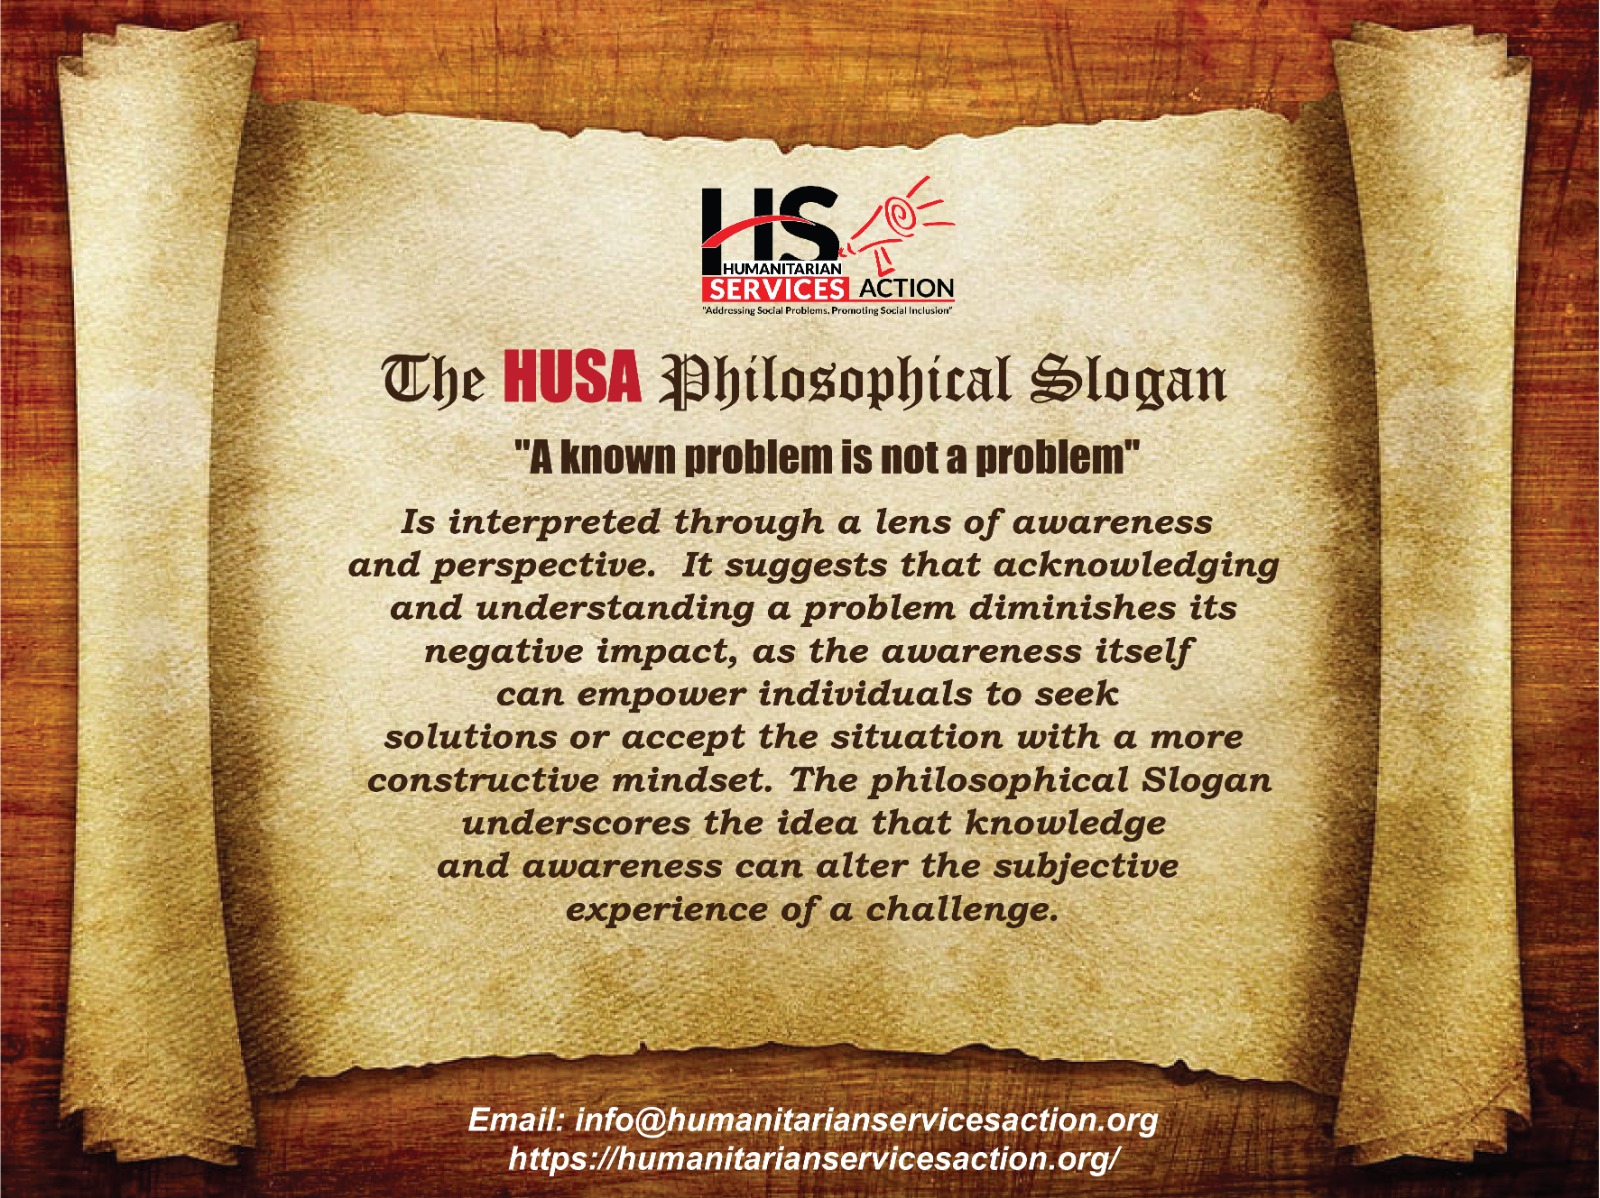 HS
HUMANITARIAN
SERVICES ACTION
"Addressing Social Problems, Promoting Social Inclusion"
The HUSA Philosophical Slogan
"A known problem is not a problem"
Is interpreted through a lens of awareness
and perspective. It suggests that acknowledging
and understanding a problem diminishes its
negative impact, as the awareness itself
can empower individuals to seek
solutions or accept the situation with a more
constructive mindset. The philosophical Slogan
underscores the idea that knowledge
and awareness can alter the subjective
experience of a challenge.
Email: info@humanitarianservicesaction.org
https://humanitarianservicesaction.org/